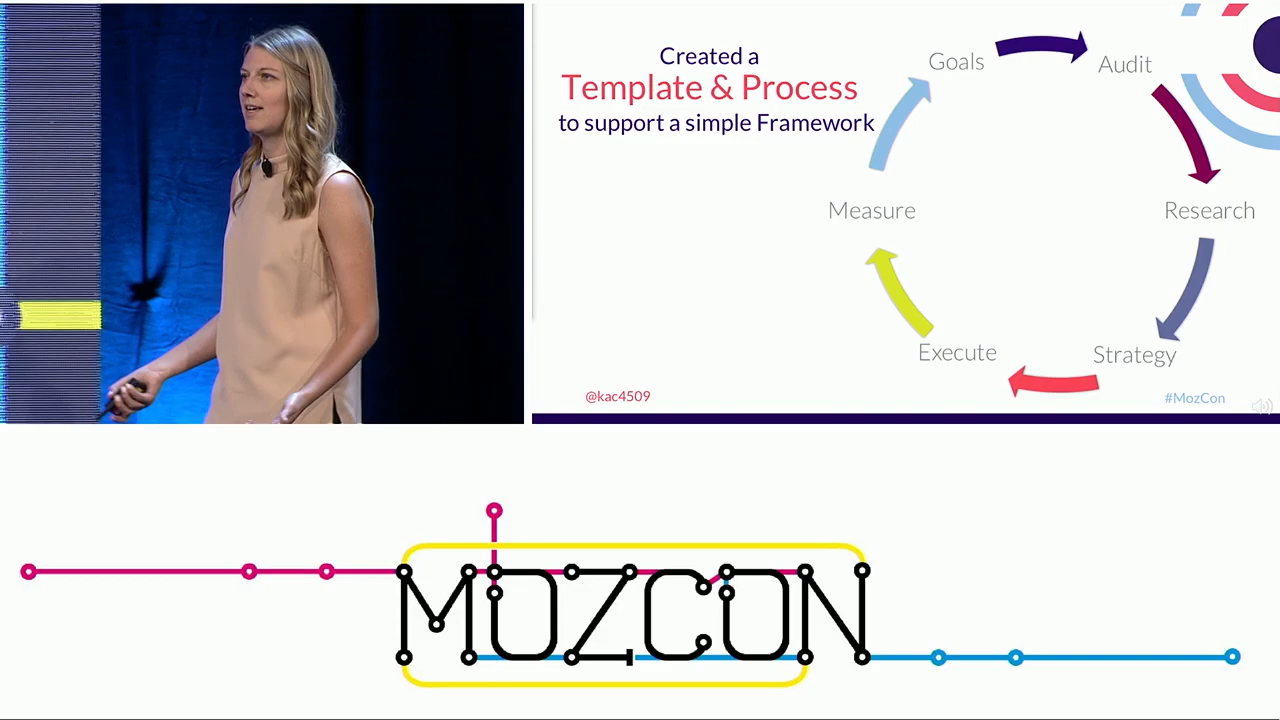 Created a
Template & Process
to support a simple Framework
Goals
Audit
Research
Strategy
Execute
Measure
@kac4509
#MozCon
MOZCON